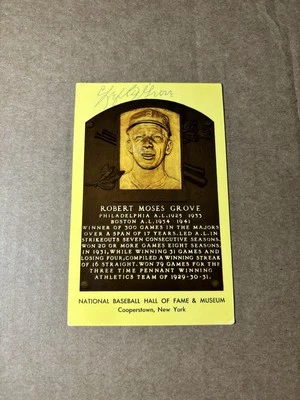 Lefty Grove
ROBERT MOSES GROVE
PHILADELPHIA A.L. 1925 1933
BOSTON A.L. 1934 1941
WINNER OF 300 GAMES IN THE MAJORS
OVER A SPAN OF 17 YEARS. LED A.L. IN
STRIKEOUTS SEVEN CONSECUTIVE SEASONS.
WON 20 OR MORE GAMES EIGHT SEASONS.
IN 1931, WHILE WINNING 31 GAMES AND
LOSING FOUR, COMPILED A WINNING STREAK
OF 16 STRAIGHT. WON 79 GAMES FOR THE
THREE TIME PENNANT WINNING
ATHLETICS TEAM OF 1929-30-31.
NATIONAL BASEBALL HALL OF FAME & MUSEUM
Cooperstown, New York